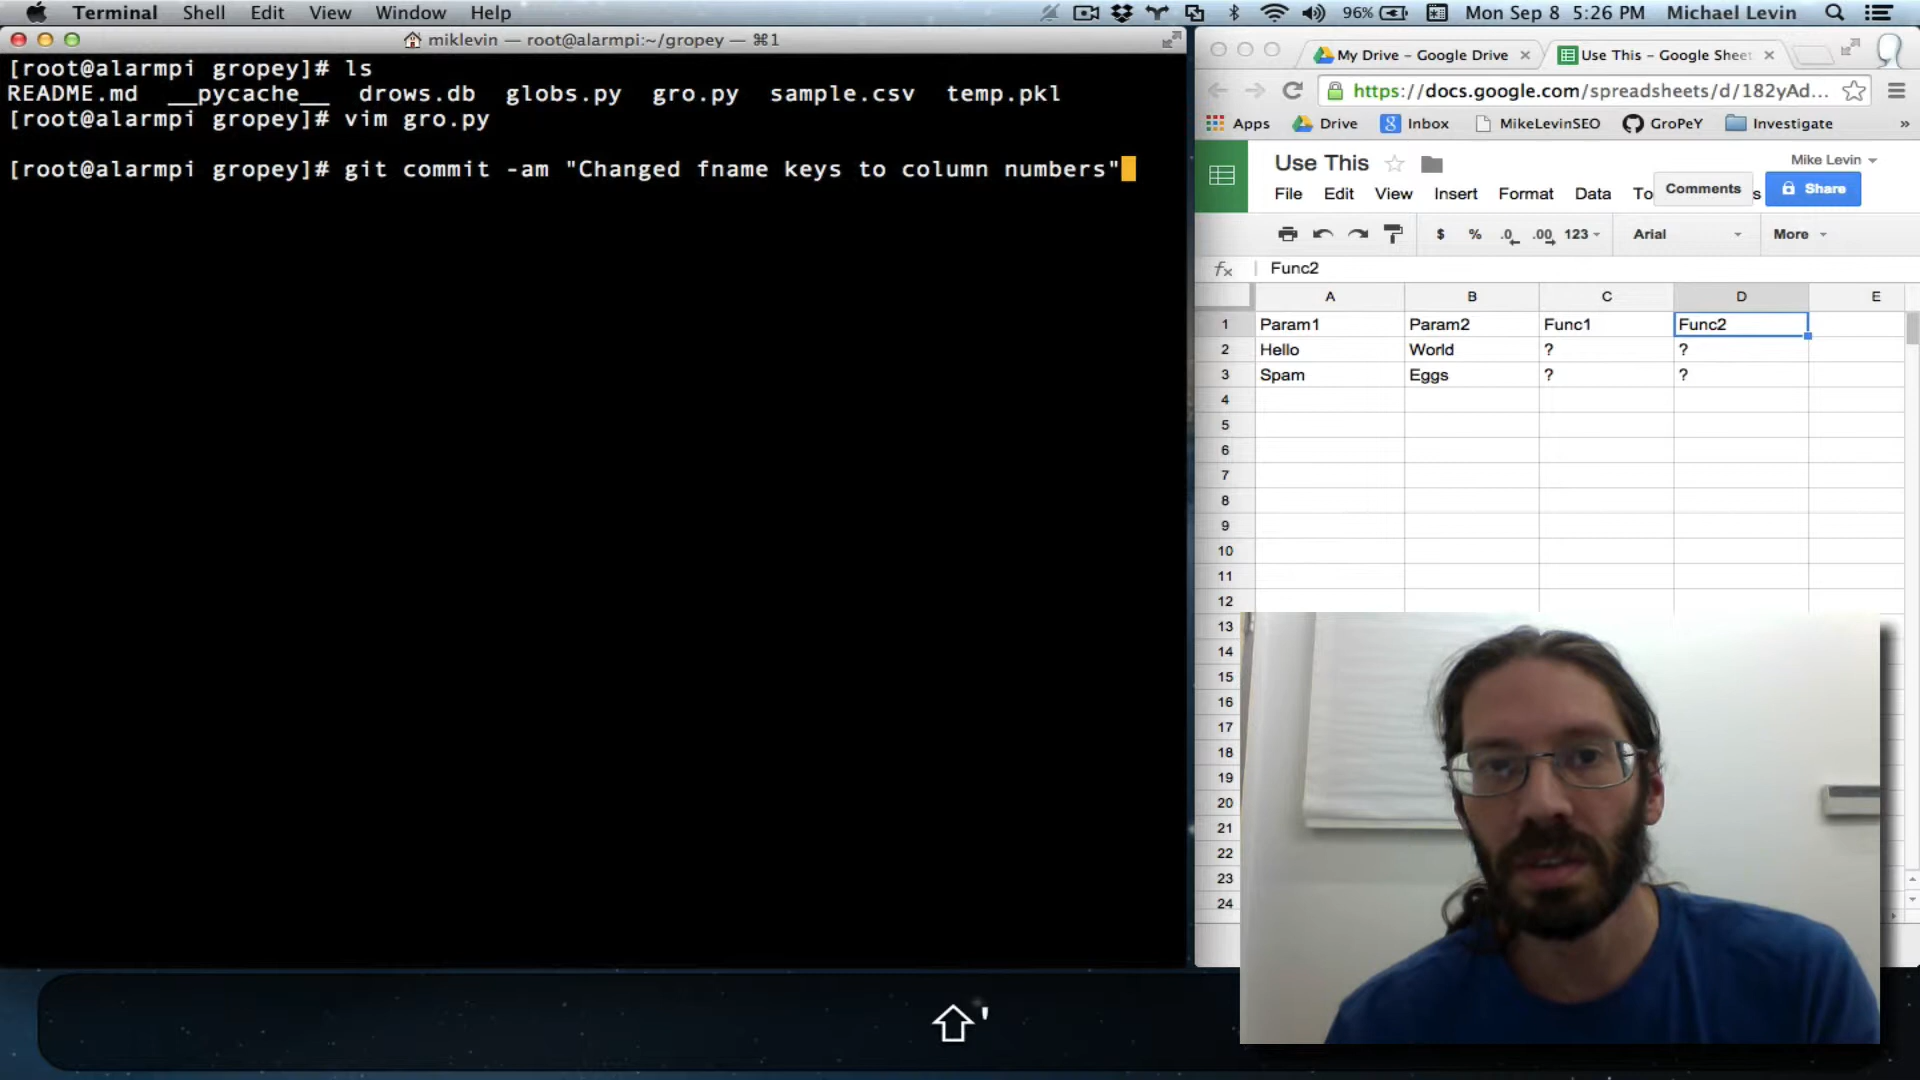 Terminal Shell Edit View Window Help 96% Mon Sep 8 5:26 PM Michael Levin
miklevin — root@alarmpi:~/gropey — ⌘1
[root@alarmpi gropey]# ls
README.md __pycache__ drows.db globs.py gro.py sample.csv temp.pkl
[root@alarmpi gropey]# vim gro.py
[root@alarmpi gropey]# git commit -am "Changed fname keys to column numbers"
My Drive – Google Drive × Use This – Google Sheet ×
https://docs.google.com/spreadsheets/d/182yAd...
Apps Drive Inbox MikeLevinSEO GroPeY Investigate »
Use This
Mike Levin
File Edit View Insert Format Data To Comments s Share
$ % .0 .00 123 Arial More
fx Func2
A B C D E
1 Param1 Param2 Func1 Func2
2 Hello World ? ?
3 Spam Eggs ? ?
4
5
6
7
8
9
10
11
12
13
14
15
16
17
18
19
20
21
22
23
24
⇧'